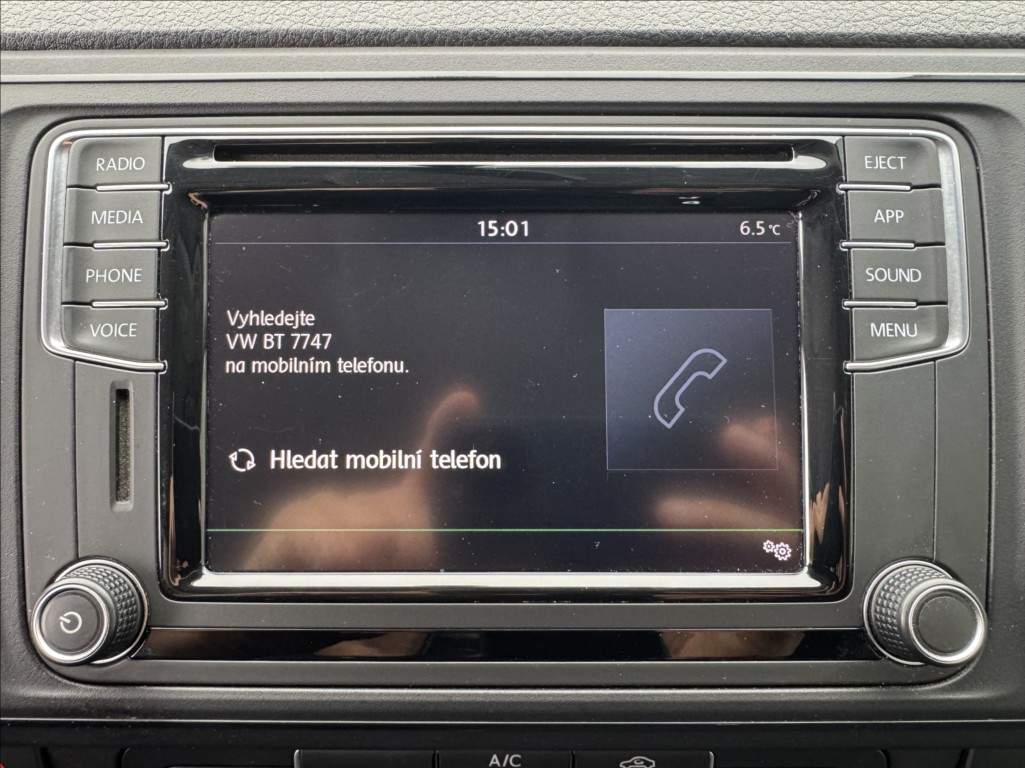 RADIO
EJECT
MEDIA
APP
PHONE
SOUND
VOICE
MENU
15:01
6.5 °C
Vyhledejte
VW BT 7747
na mobilním telefonu.
Hledat mobilní telefon
A/C